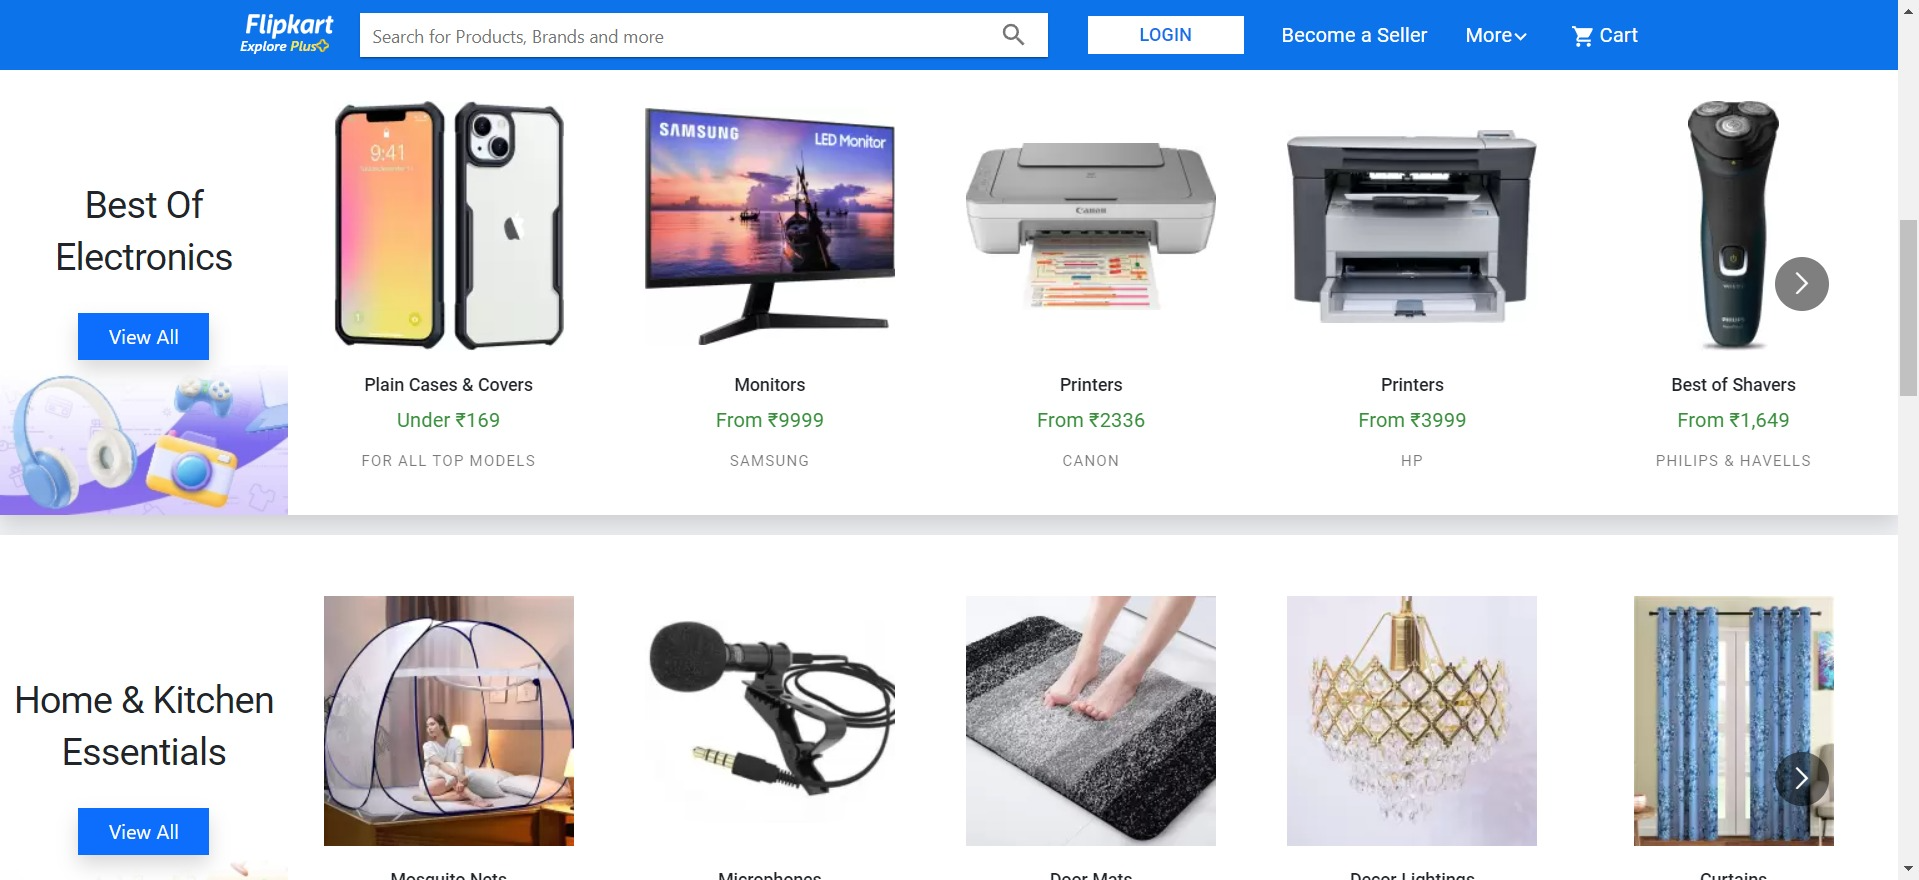 Flipkart
Explore Plus
Search for Products, Brands and more
LOGIN
Become a Seller
More
Cart
Best Of
Electronics
View All
9:41
SAMSUNG
LED Monitor
Canon
PHILIPS
Plain Cases & Covers
Under ₹169
FOR ALL TOP MODELS
Monitors
From ₹9999
SAMSUNG
Printers
From ₹2336
CANON
Printers
From ₹3999
HP
Best of Shavers
From ₹1,649
PHILIPS & HAVELLS
Home & Kitchen
Essentials
View All
Mosquito Nets
Microphones
Door Mats
Decor Lightings
Curtains